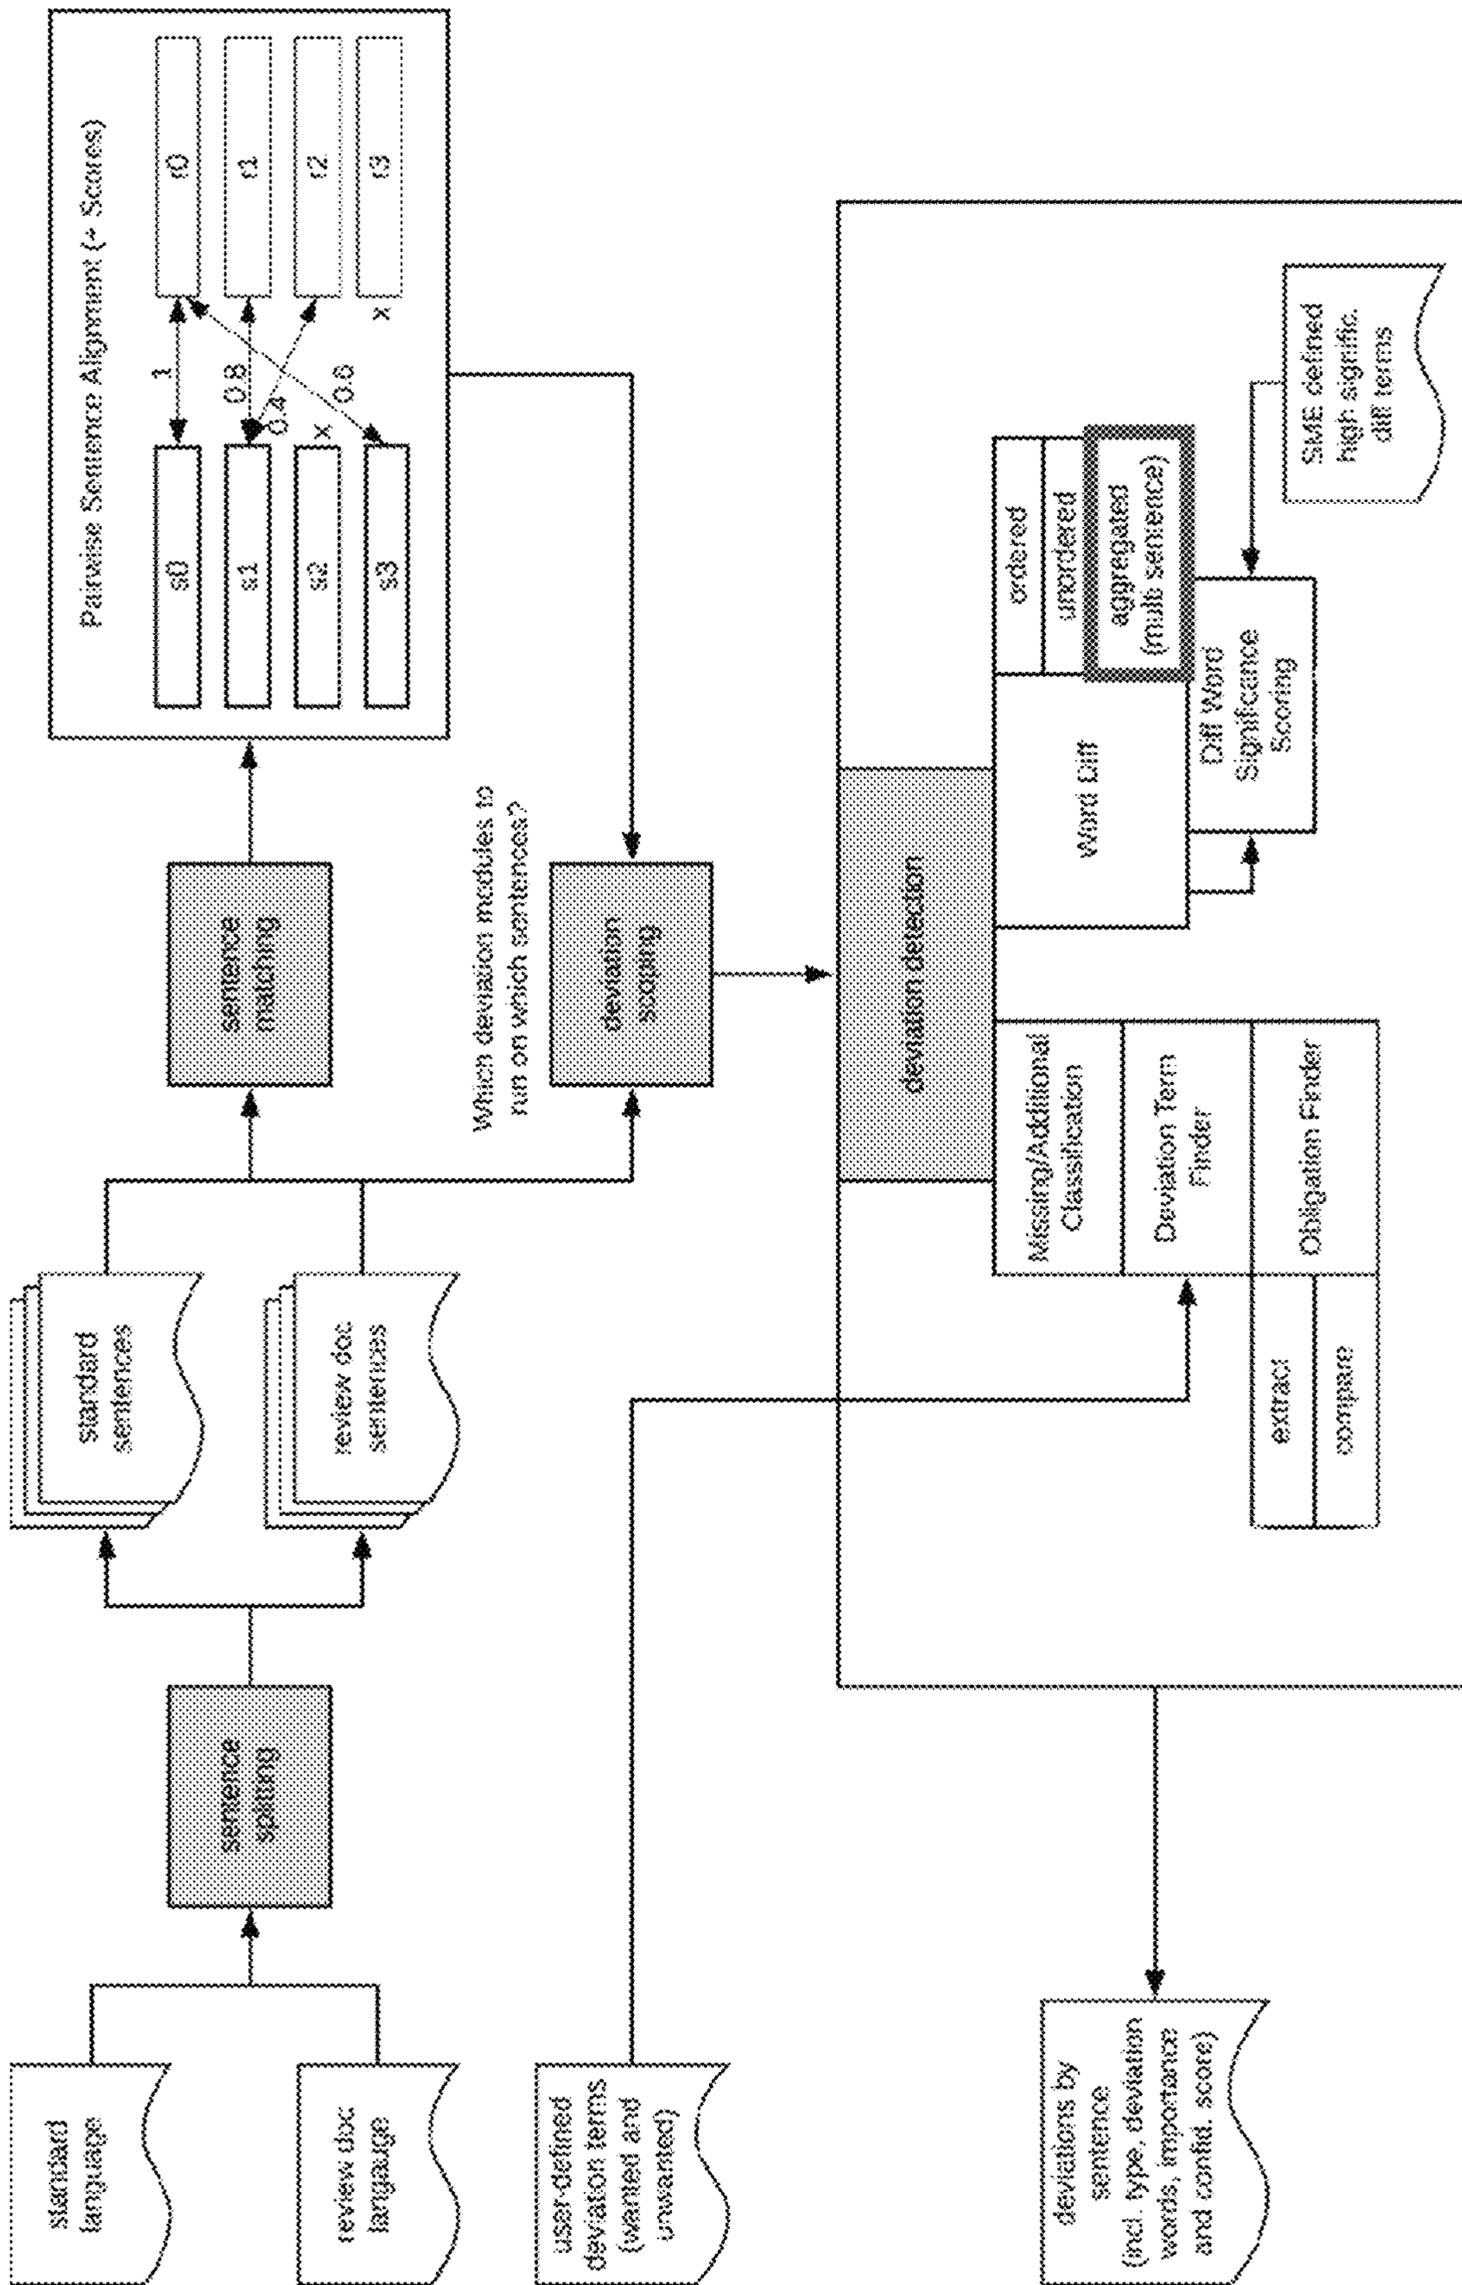 standard
language
review doc
langauge
sentence
splitting
standard
sentences
review doc
sentences
sentence
matching
Pairwise Sentence Alignment (+ Scores)
s0
s1
s2
s3
x
1
0.8
0.4
0.6
r0
r1
r2
r3
x
user-defined
deviation terms
(wanted and
unwanted)
Which deviation modules to
run on which sentences?
deviation
scoping
deviation detection
Missing/Additional
Classification
Deviation Term
Finder
Obligation Finder
extract
compare
Word Diff
ordered
unordered
aggregated
(multi sentence)
Diff Word
Significance
Scoring
SME defined
high signific.
diff terms
deviations by
sentence
(incl. type, deviation
words, importance
and confid. score)